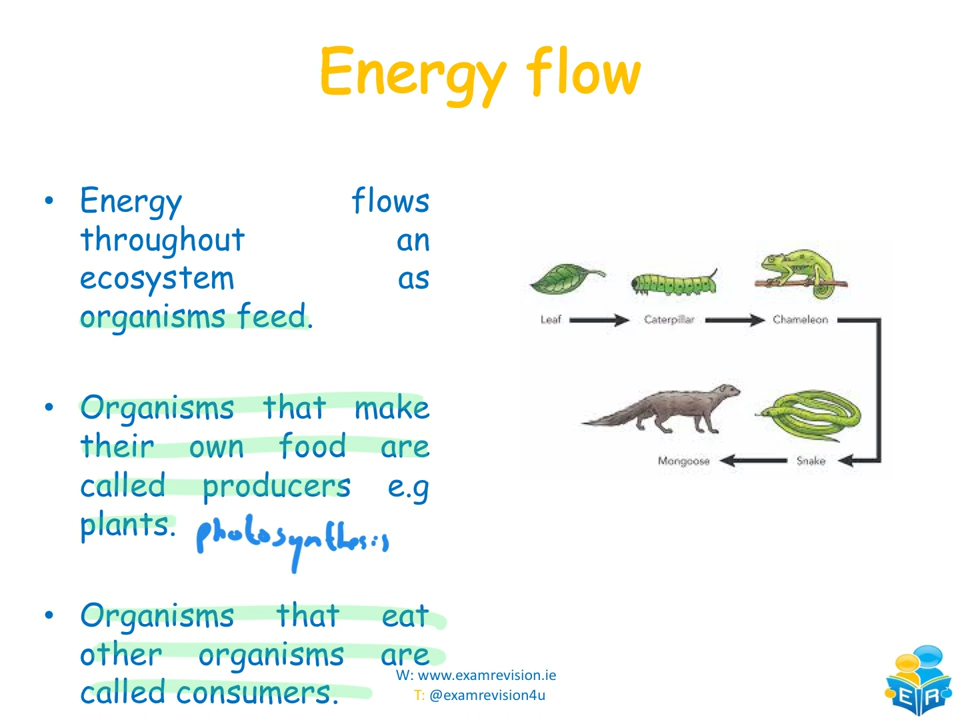 Energy flow
• Energy flows
throughout an
ecosystem as
organisms feed.
• Organisms that make
their own food are
called producers e.g
plants.
photosynthesis
• Organisms that eat
other organisms are
called consumers.
Leaf Caterpillar Chameleon
Mongoose Snake
W: www.examrevision.ie
T: @examrevision4u
E R